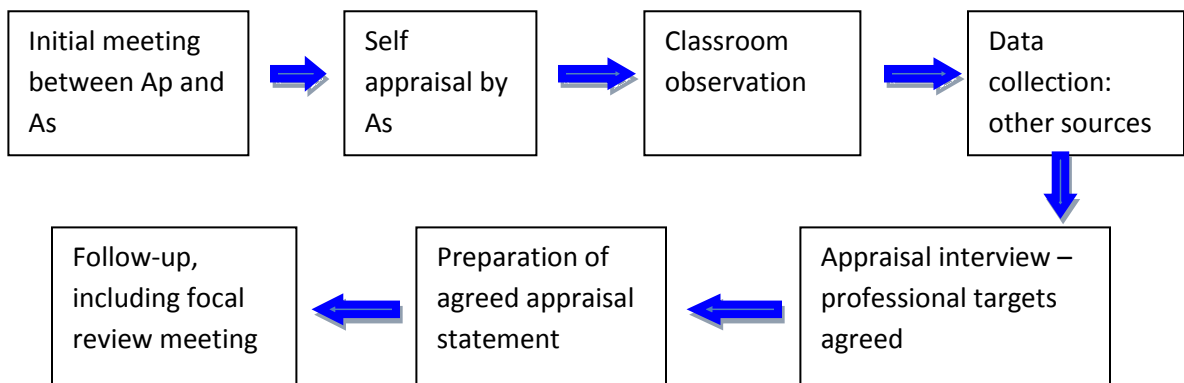 Initial meeting
between Ap and
As
Self
appraisal by
As
Classroom
observation
Data
collection:
other sources
Appraisal interview –
professional targets
agreed
Preparation of
agreed appraisal
statement
Follow-up,
including focal
review meeting